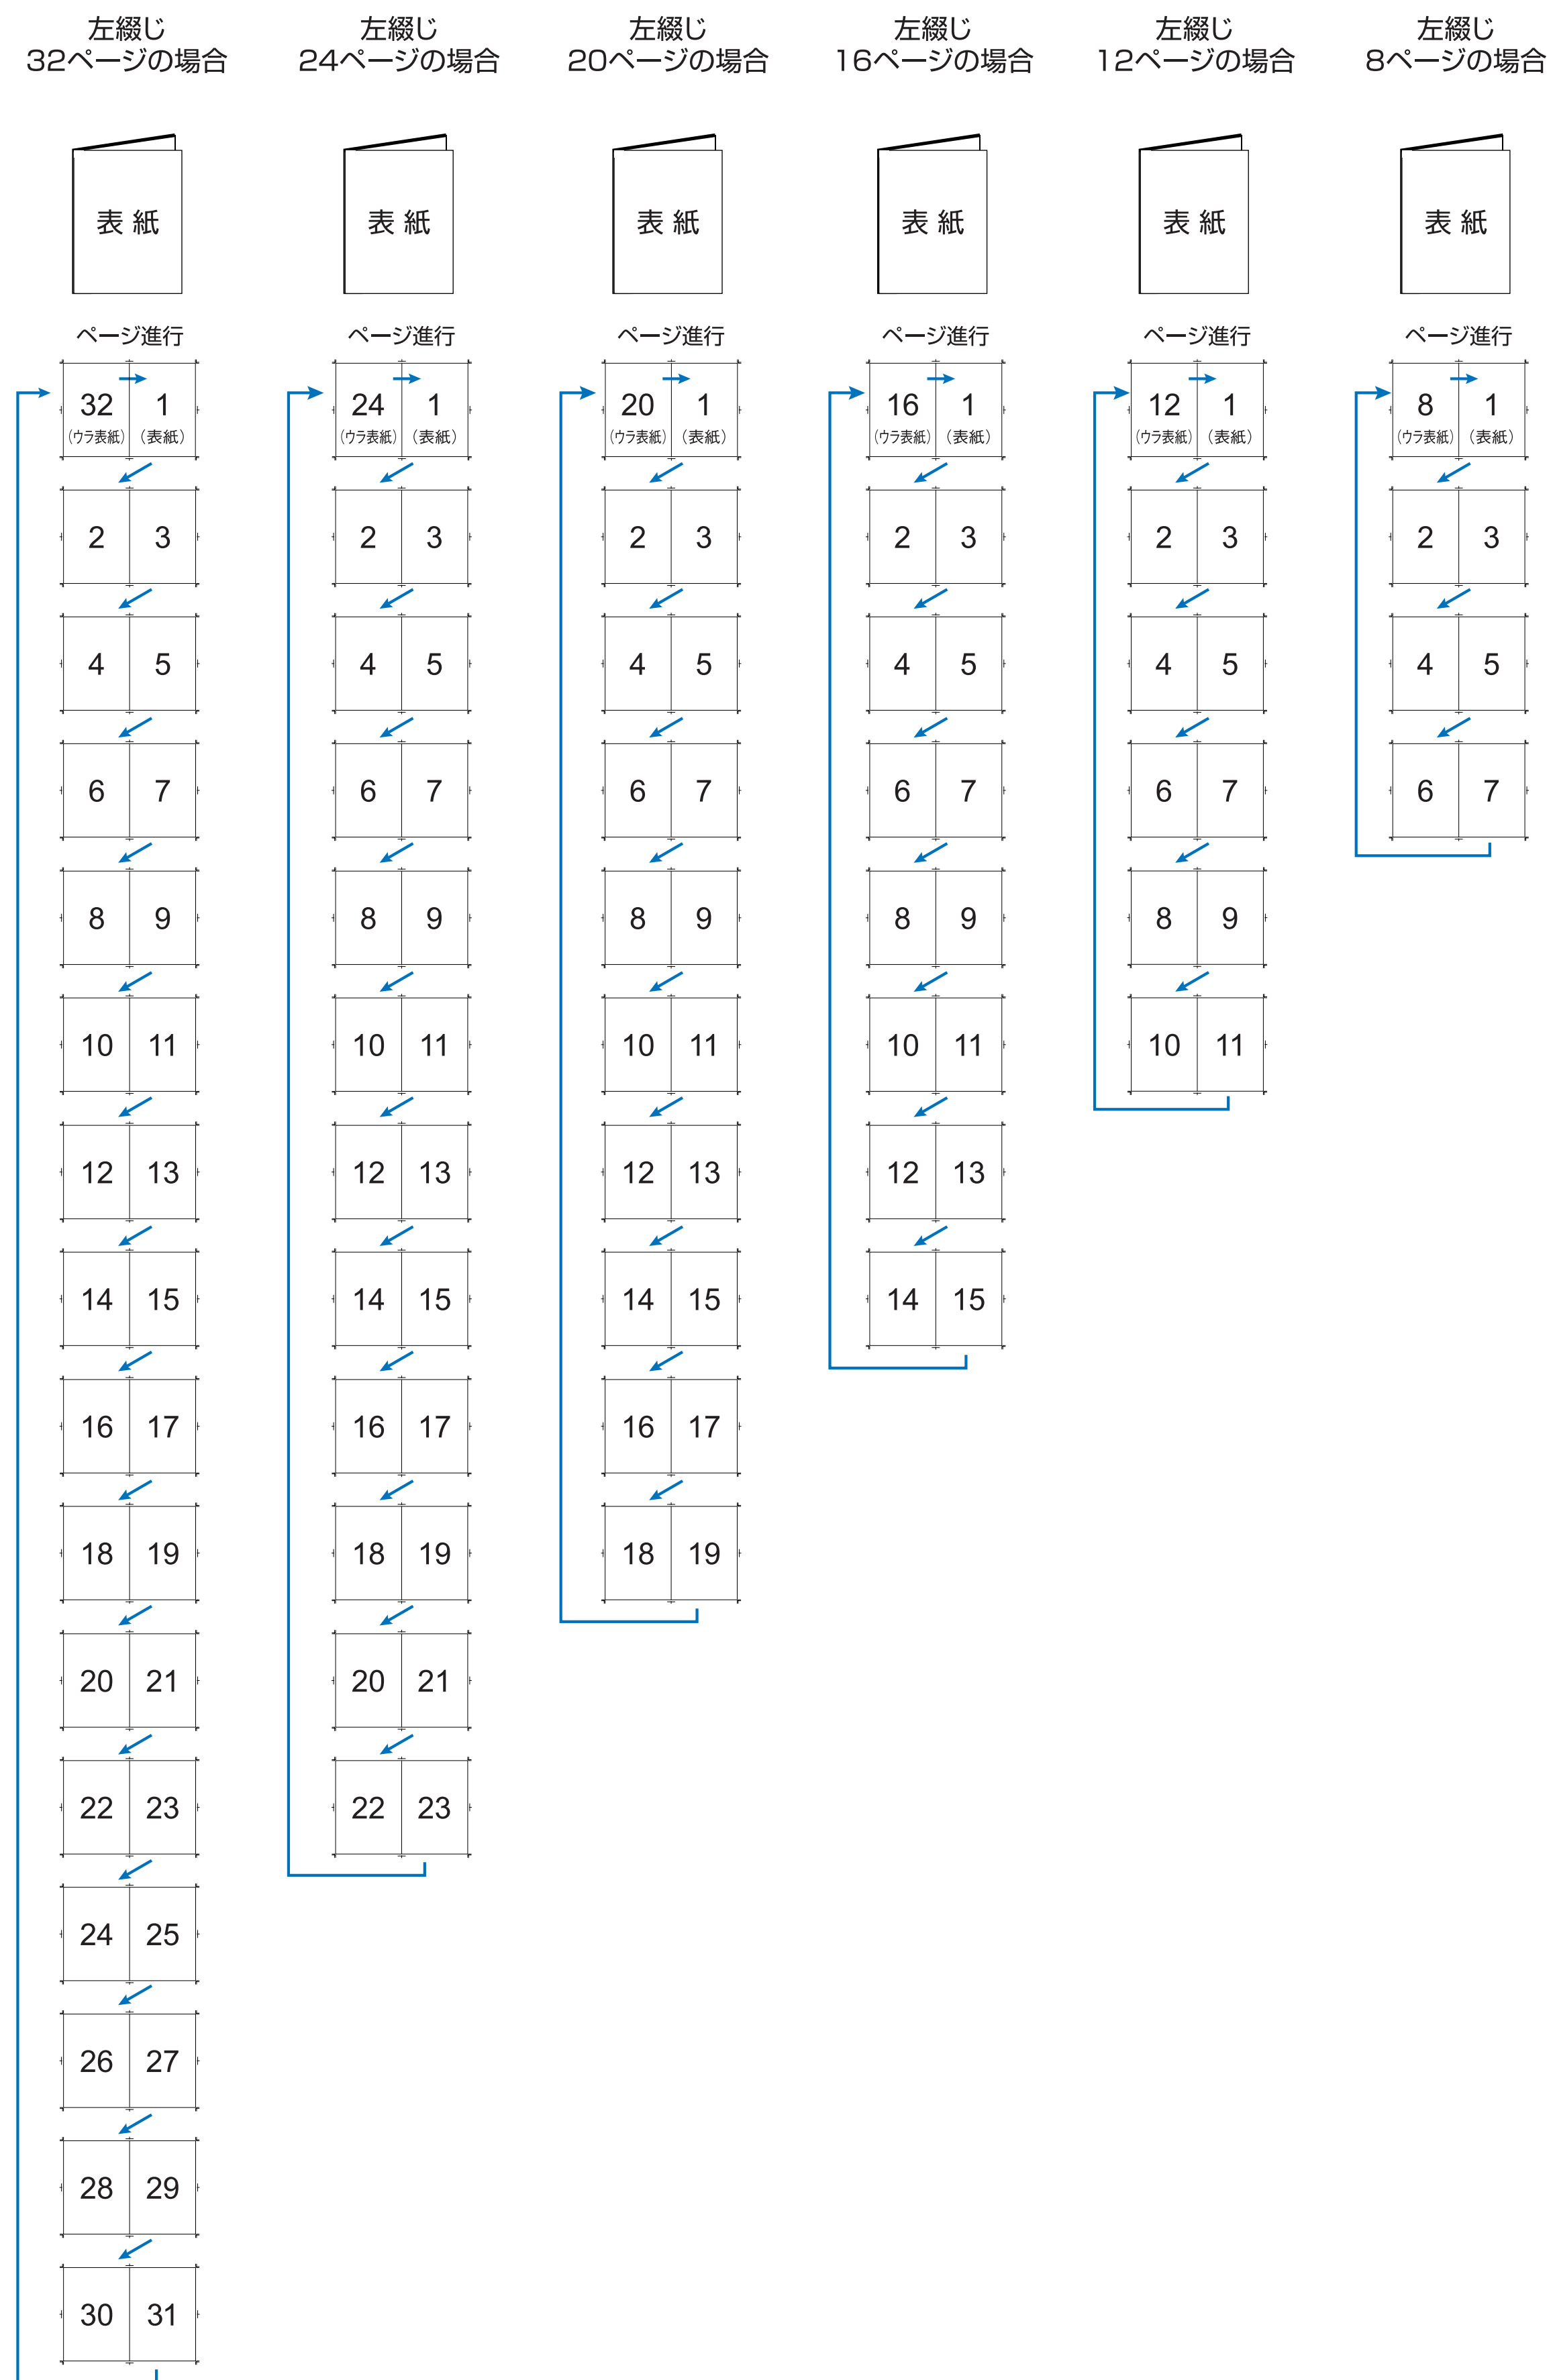 左綴じ
32ページの場合
表 紙
ページ進行
32 1
(ウラ表紙) (表紙)
2 3
4 5
6 7
8 9
10 11
12 13
14 15
16 17
18 19
20 21
22 23
24 25
26 27
28 29
30 31
左綴じ
24ページの場合
表 紙
ページ進行
24 1
(ウラ表紙) (表紙)
2 3
4 5
6 7
8 9
10 11
12 13
14 15
16 17
18 19
20 21
22 23
左綴じ
20ページの場合
表 紙
ページ進行
20 1
(ウラ表紙) (表紙)
2 3
4 5
6 7
8 9
10 11
12 13
14 15
16 17
18 19
左綴じ
16ページの場合
表 紙
ページ進行
16 1
(ウラ表紙) (表紙)
2 3
4 5
6 7
8 9
10 11
12 13
14 15
左綴じ
12ページの場合
表 紙
ページ進行
12 1
(ウラ表紙) (表紙)
2 3
4 5
6 7
8 9
10 11
左綴じ
8ページの場合
表 紙
ページ進行
8 1
(ウラ表紙) (表紙)
2 3
4 5
6 7